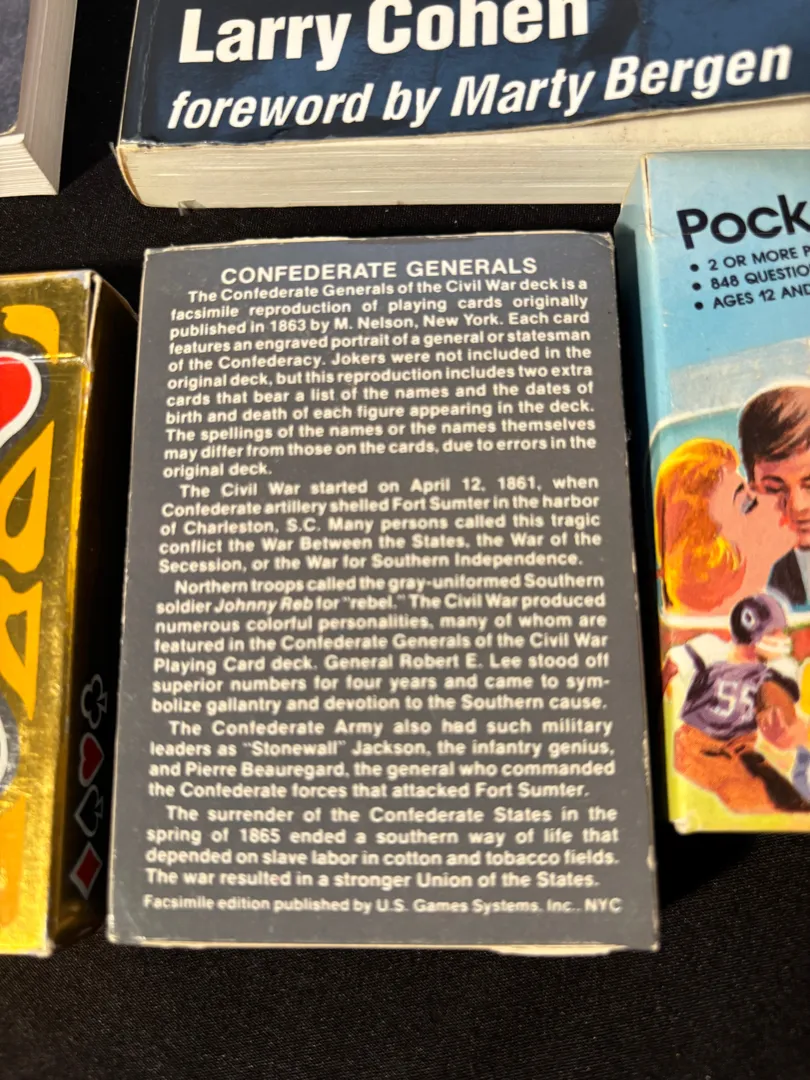 Larry Cohen
foreword by Marty Bergen
CONFEDERATE GENERALS
The Confederate Generals of the Civil War deck is a
facsimile reproduction of playing cards originally
published in 1863 by M. Nelson, New York. Each card
features an engraved portrait of a general or statesman
of the Confederacy. Jokers were not included in the
original deck, but this reproduction includes two extra
cards that bear a list of the names and the dates of
birth and death of each figure appearing in the deck.
The spellings of the names or the names themselves
may differ from those on the cards, due to errors in the
original deck.
The Civil War started on April 12, 1861, when
Confederate artillery shelled Fort Sumter in the harbor
of Charleston, S.C. Many persons called this tragic
conflict the War Between the States, the War of the
Secession, or the War for Southern Independence.
Northern troops called the gray-uniformed Southern
soldier Johnny Reb for "rebel." The Civil War produced
numerous colorful personalities, many of whom are
featured in the Confederate Generals of the Civil War
Playing Card deck. General Robert E. Lee stood off
superior numbers for four years and came to sym-
bolize gallantry and devotion to the Southern cause.
The Confederate Army also had such military
leaders as "Stonewall" Jackson, the infantry genius,
and Pierre Beauregard, the general who commanded
the Confederate forces that attacked Fort Sumter.
The surrender of the Confederate States in the
spring of 1865 ended a southern way of life that
depended on slave labor in cotton and tobacco fields.
The war resulted in a stronger Union of the States.
Facsimile edition published by U.S. Games Systems, Inc., NYC
Pock
• 2 OR MORE P
• 848 QUESTIO
• AGES 12 AND
0
55